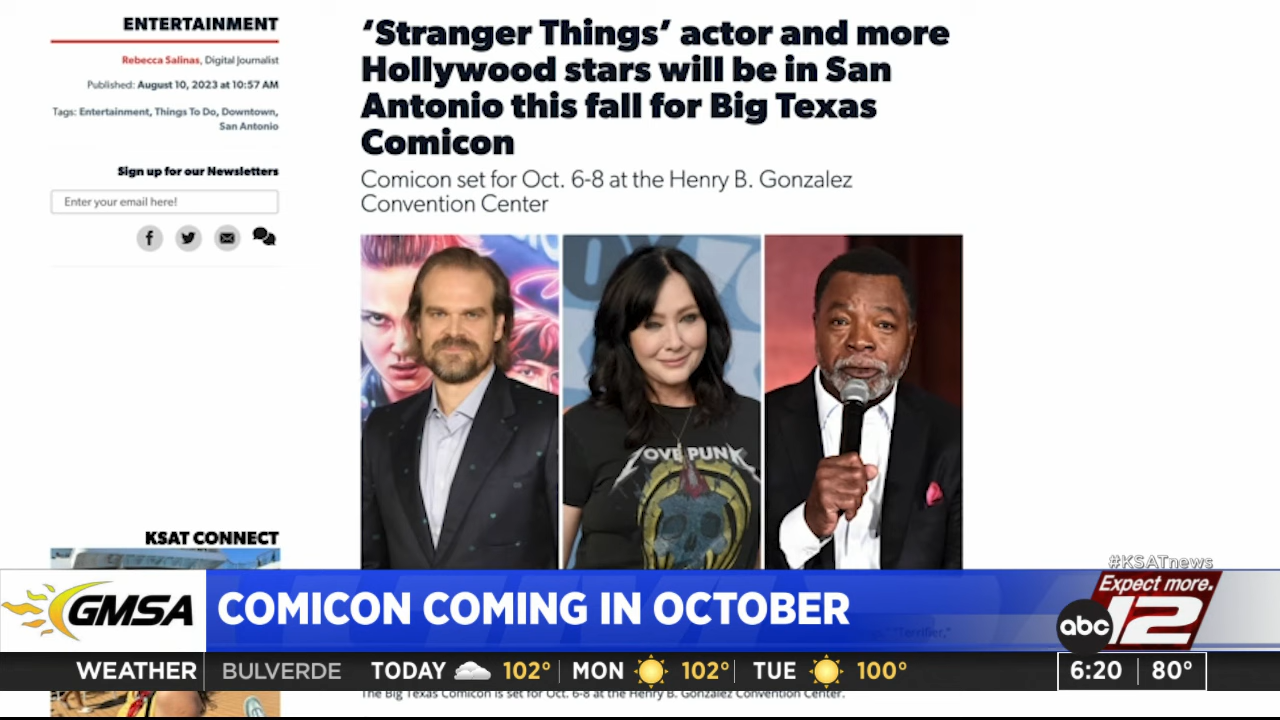 ENTERTAINMENT
Rebecca Salinas, Digital Journalist
Published: August 10, 2023 at 10:57 AM
Tags: Entertainment, Things To Do, Downtown,
San Antonio
Sign up for our Newsletters
Enter your email here!
‘Stranger Things’ actor and more
Hollywood stars will be in San
Antonio this fall for Big Texas
Comicon
Comicon set for Oct. 6-8 at the Henry B. Gonzalez
Convention Center
LOVE PUNK
KSAT CONNECT
#KSATnews
Expect more.
abc 12
GMSA
COMICON COMING IN OCTOBER
"Terrifier,"
WEATHER BULVERDE TODAY 102° MON 102° TUE 100° 6:20 80°
The Big Texas Comicon is set for Oct. 6-8 at the Henry B. Gonzalez Convention Center.